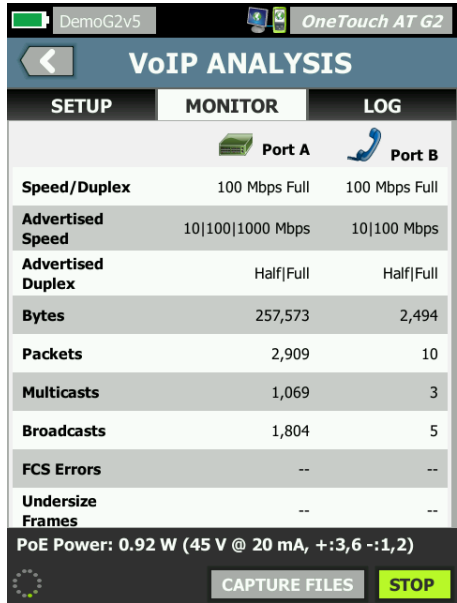 DemoG2v5 OneTouch AT G2
VoIP ANALYSIS
SETUP MONITOR LOG
Port A Port B
Speed/Duplex 100 Mbps Full 100 Mbps Full
Advertised
Speed 10|100|1000 Mbps 10|100 Mbps
Advertised
Duplex Half|Full Half|Full
Bytes 257,573 2,494
Packets 2,909 10
Multicasts 1,069 3
Broadcasts 1,804 5
FCS Errors -- --
Undersize
Frames -- --
PoE Power: 0.92 W (45 V @ 20 mA, +:3,6 -:1,2)
CAPTURE FILES STOP